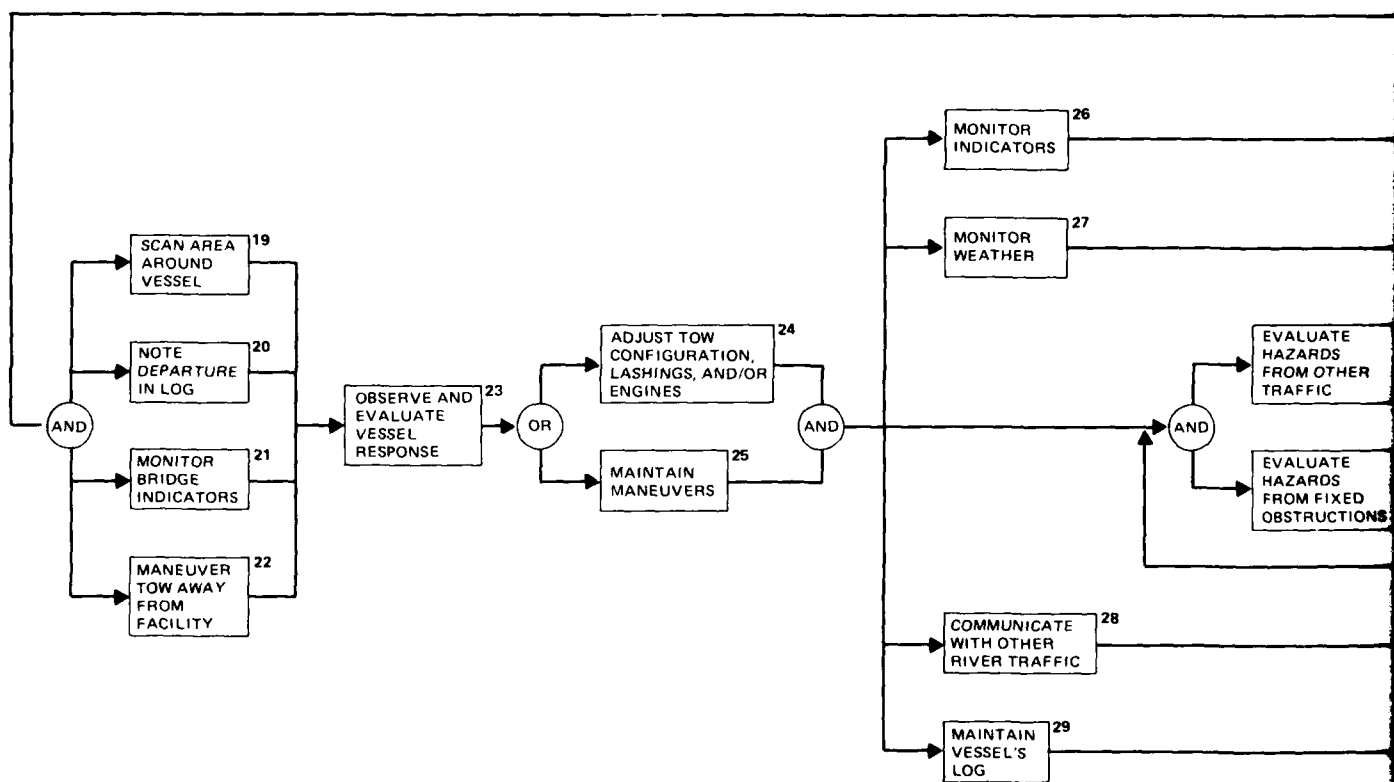 AND
SCAN AREA
AROUND
VESSEL
19
NOTE
DEPARTURE
IN LOG
20
MONITOR
BRIDGE
INDICATORS
21
MANEUVER
TOW AWAY
FROM
FACILITY
22
OBSERVE AND
EVALUATE
VESSEL
RESPONSE
23
OR
ADJUST TOW
CONFIGURATION,
LASHINGS, AND/OR
ENGINES
24
MAINTAIN
MANEUVERS
25
AND
MONITOR
INDICATORS
26
MONITOR
WEATHER
27
AND
EVALUATE
HAZARDS
FROM OTHER
TRAFFIC
EVALUATE
HAZARDS
FROM FIXED
OBSTRUCTIONS
COMMUNICATE
WITH OTHER
RIVER TRAFFIC
28
MAINTAIN
VESSEL'S
LOG
29